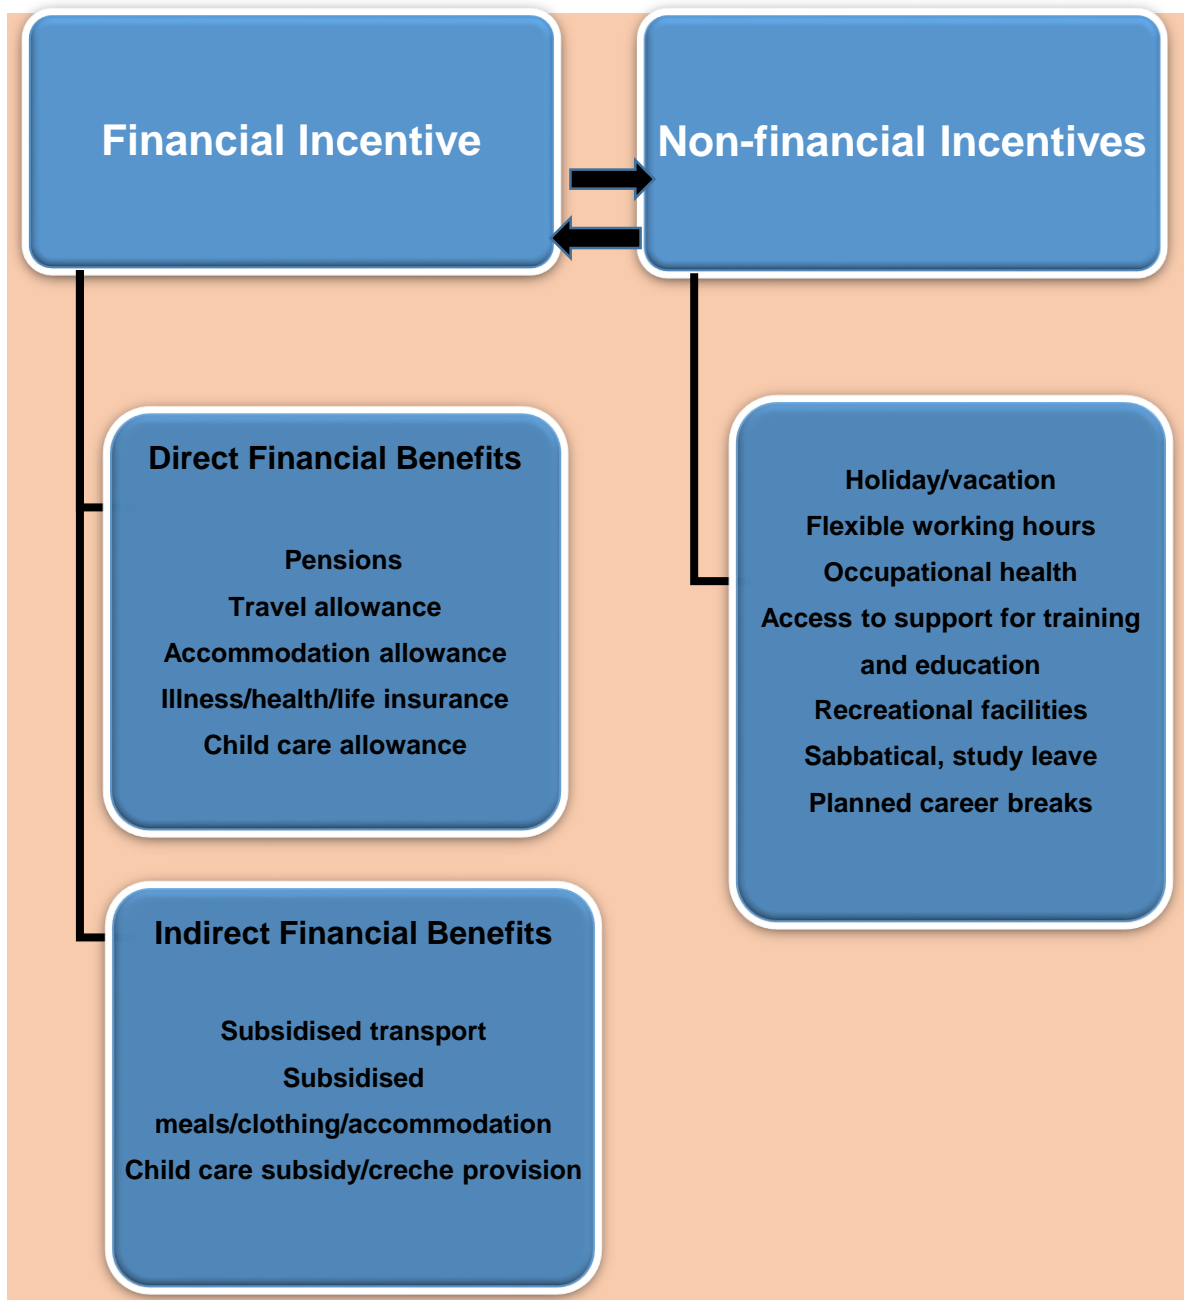 Financial Incentive
Non-financial Incentives
Direct Financial Benefits
Pensions
Travel allowance
Accommodation allowance
Illness/health/life insurance
Child care allowance
Indirect Financial Benefits
Subsidised transport
Subsidised
meals/clothing/accommodation
Child care subsidy/creche provision
Holiday/vacation
Flexible working hours
Occupational health
Access to support for training
and education
Recreational facilities
Sabbatical, study leave
Planned career breaks